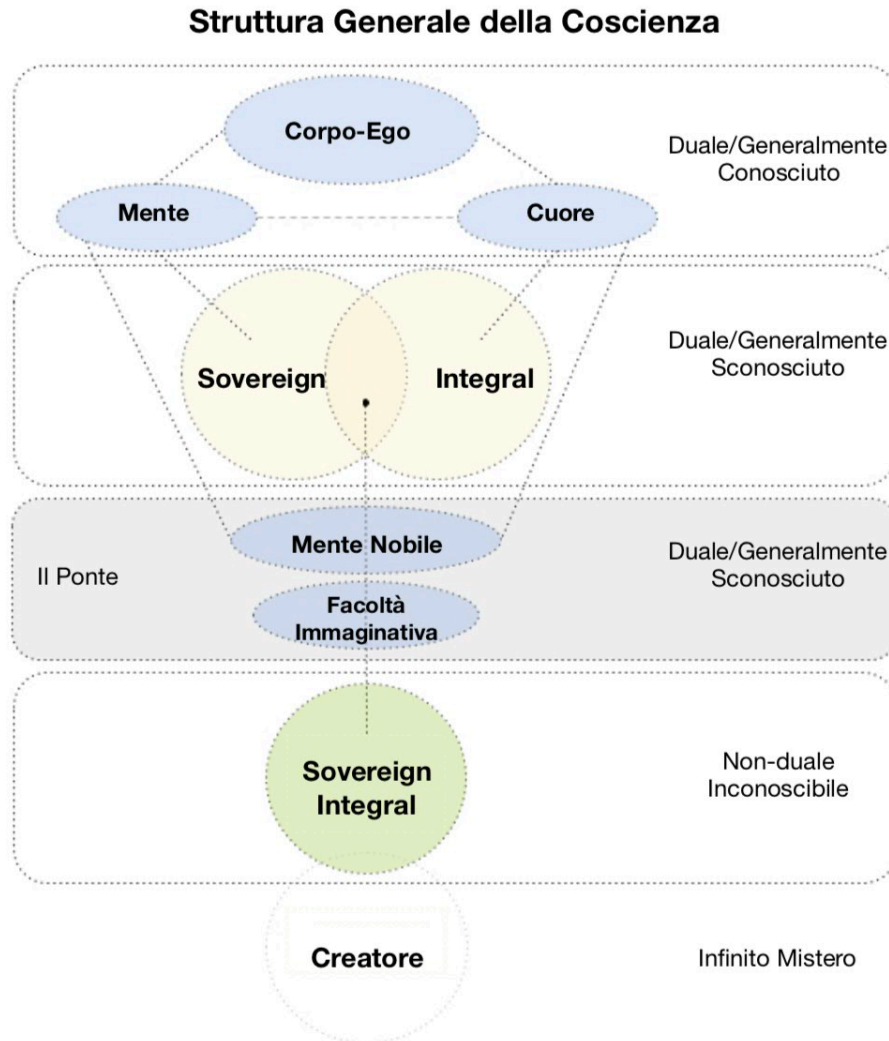 Struttura Generale della Coscienza
Corpo-Ego
Duale/Generalmente
Conosciuto
Mente
Cuore
Sovereign
Integral
Duale/Generalmente
Sconosciuto
Il Ponte
Mente Nobile
Facoltà
Immaginativa
Duale/Generalmente
Sconosciuto
Sovereign
Integral
Non-duale
Inconoscibile
Creatore
Infinito Mistero